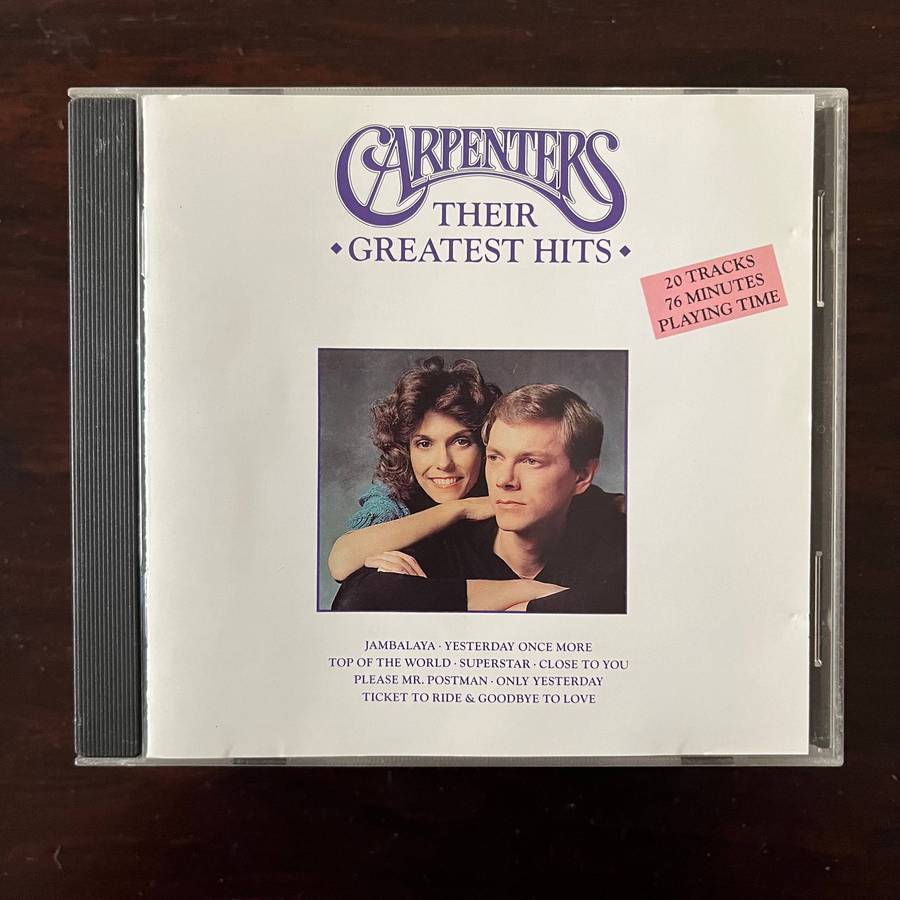 CARPENTERS
THEIR
◆ GREATEST HITS ◆
20 TRACKS
76 MINUTES
PLAYING TIME
JAMBALAYA · YESTERDAY ONCE MORE
TOP OF THE WORLD · SUPERSTAR · CLOSE TO YOU
PLEASE MR. POSTMAN · ONLY YESTERDAY
TICKET TO RIDE & GOODBYE TO LOVE